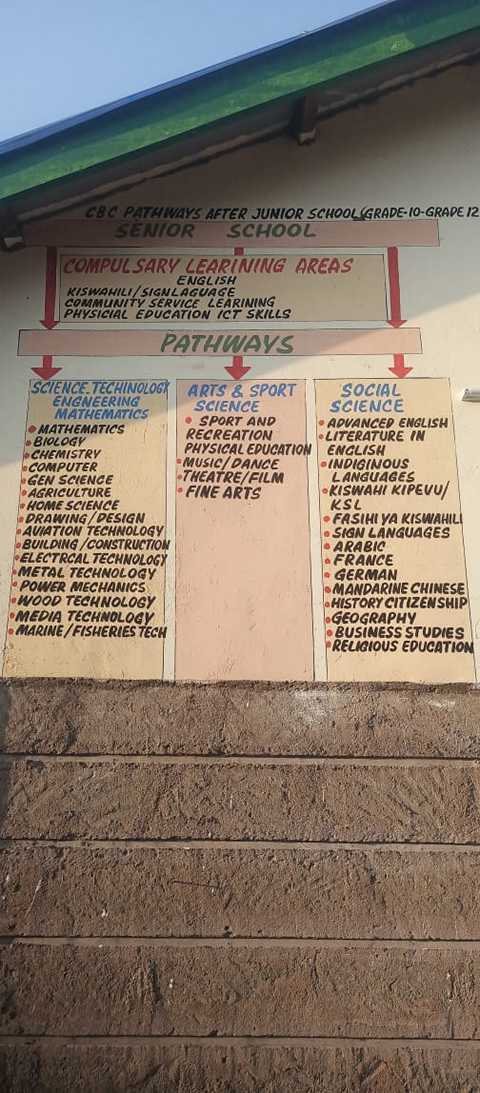 CBC PATHWAYS AFTER JUNIOR SCHOOL (GRADE-10-GRADE 12
SENIOR SCHOOL
COMPULSARY LEARINING AREAS
ENGLISH
KISWAHILI/SIGNLAGUAGE
COMMUNITY SERVICE LEARINING
PHYSICIAL EDUCATION ICT SKILLS
PATHWAYS
SCIENCE-TECHINOLOGY
ENGNEERING
MATHEMATICS
MATHEMATICS
BIOLOGY
CHEMISTRY
COMPUTER
GEN SCIENCE
AGRICULTURE
HOME SCIENCE
DRAWING/DESIGN
AVIATION TECHNOLOGY
BUILDING/CONSTRUCTION
ELECTRCAL TECHNOLOGY
METAL TECHNOLOGY
POWER MECHANICS
WOOD TECHNOLOGY
MEDIA TECHNOLOGY
MARINE/FISHERIES TECH
ARTS & SPORT
SCIENCE
SPORT AND
RECREATION
PHYSICAL EDUCATION
MUSIC/DANCE
THEATRE/FILM
FINE ARTS
SOCIAL
SCIENCE
ADVANCED ENGLISH
LITERATURE IN
ENGLISH
INDIGINOUS
LANGUAGES
KISWAHI KIPEVU/
KSL
FASIHI YA KISWAHILI
SIGN LANGUAGES
ARABIC
FRANCE
GERMAN
MANDARINE CHINESE
HISTORY CITIZENSHIP
GEOGRAPHY
BUSINESS STUDIES
RELIGIOUS EDUCATION